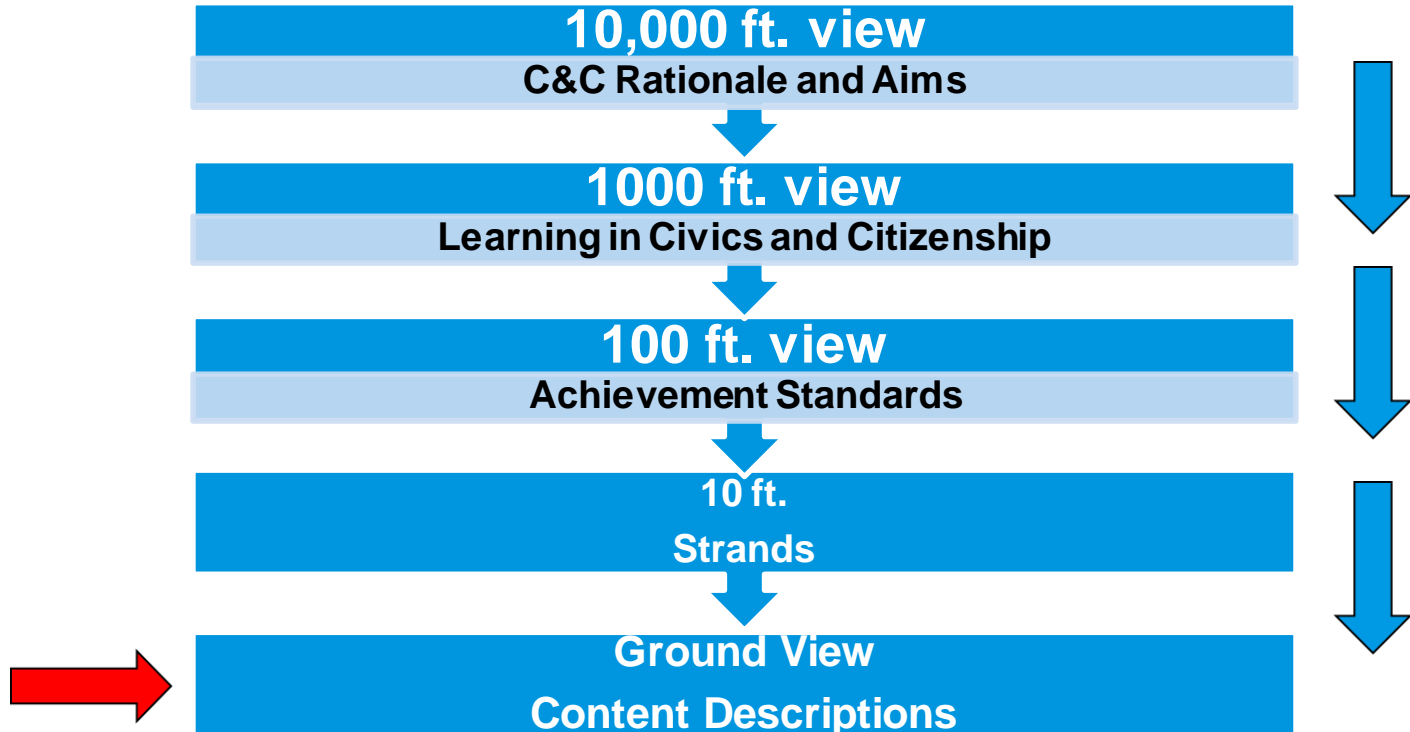 10,000 ft. view
C&C Rationale and Aims
1000 ft. view
Learning in Civics and Citizenship
100 ft. view
Achievement Standards
10 ft.
Strands
Ground View
Content Descriptions